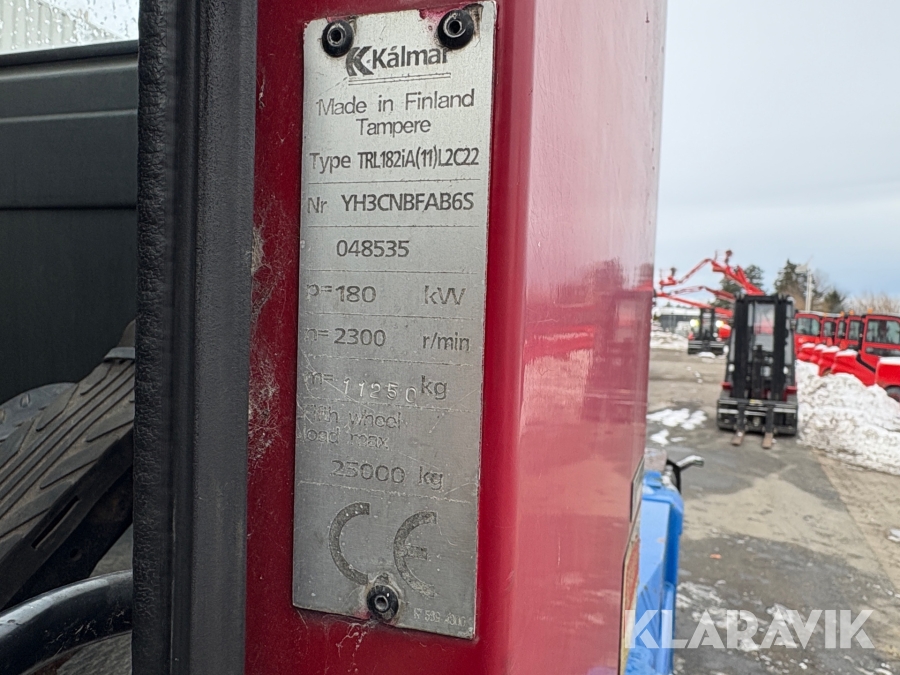 Kalmar
Made in Finland
Tampere
Type TRL182iA(11)L2C22
Nr YH3CNBFAB6S
048535
p=180 kW
n=2300 r/min
m=11250 kg
fifth wheel
load max
25000 kg
CE
KLARAVIK